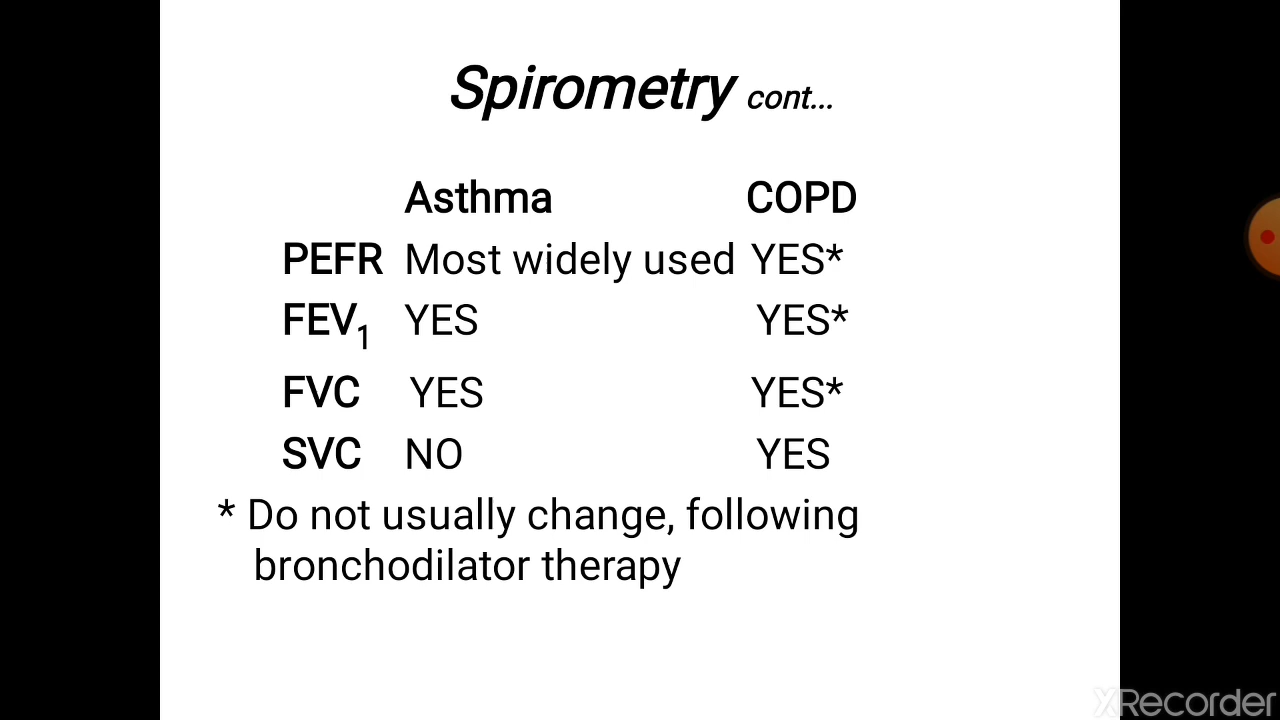 Spirometry cont...
Asthma COPD
PEFR Most widely used YES*
FEV1 YES YES*
FVC YES YES*
SVC NO YES
* Do not usually change, following
bronchodilator therapy
XRecorder